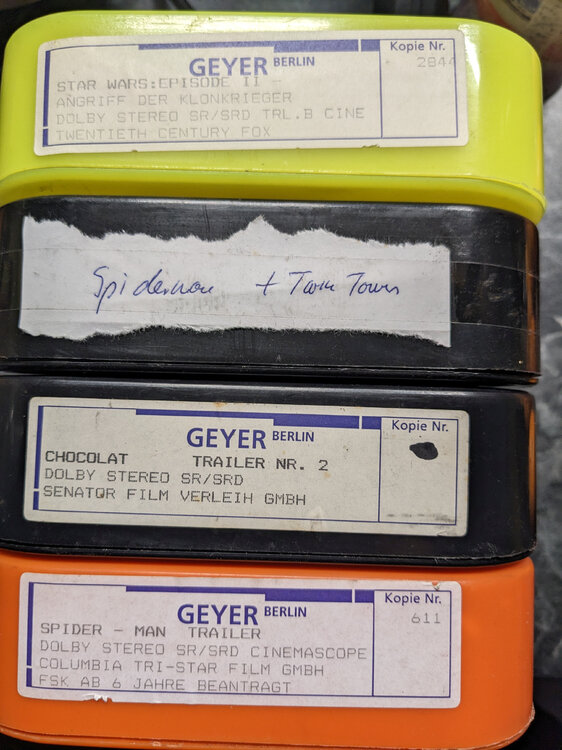 GEYER BERLIN
Kopie Nr.
2844
STAR WARS:EPISODE II -
ANGRIFF DER KLONKRIEGER
DOLBY STEREO SR/SRD TRL.B CINE
TWENTIETH CENTURY FOX
Spiderman + Twin Towers
GEYER BERLIN
Kopie Nr.
CHOCOLAT TRAILER NR. 2
DOLBY STEREO SR/SRD
SENATOR FILM VERLEIH GMBH
GEYER BERLIN
Kopie Nr.
611
SPIDER - MAN TRAILER
DOLBY STEREO SR/SRD CINEMASCOPE
COLUMBIA TRI-STAR FILM GMBH
FSK AB 6 JAHRE BEANTRAGT